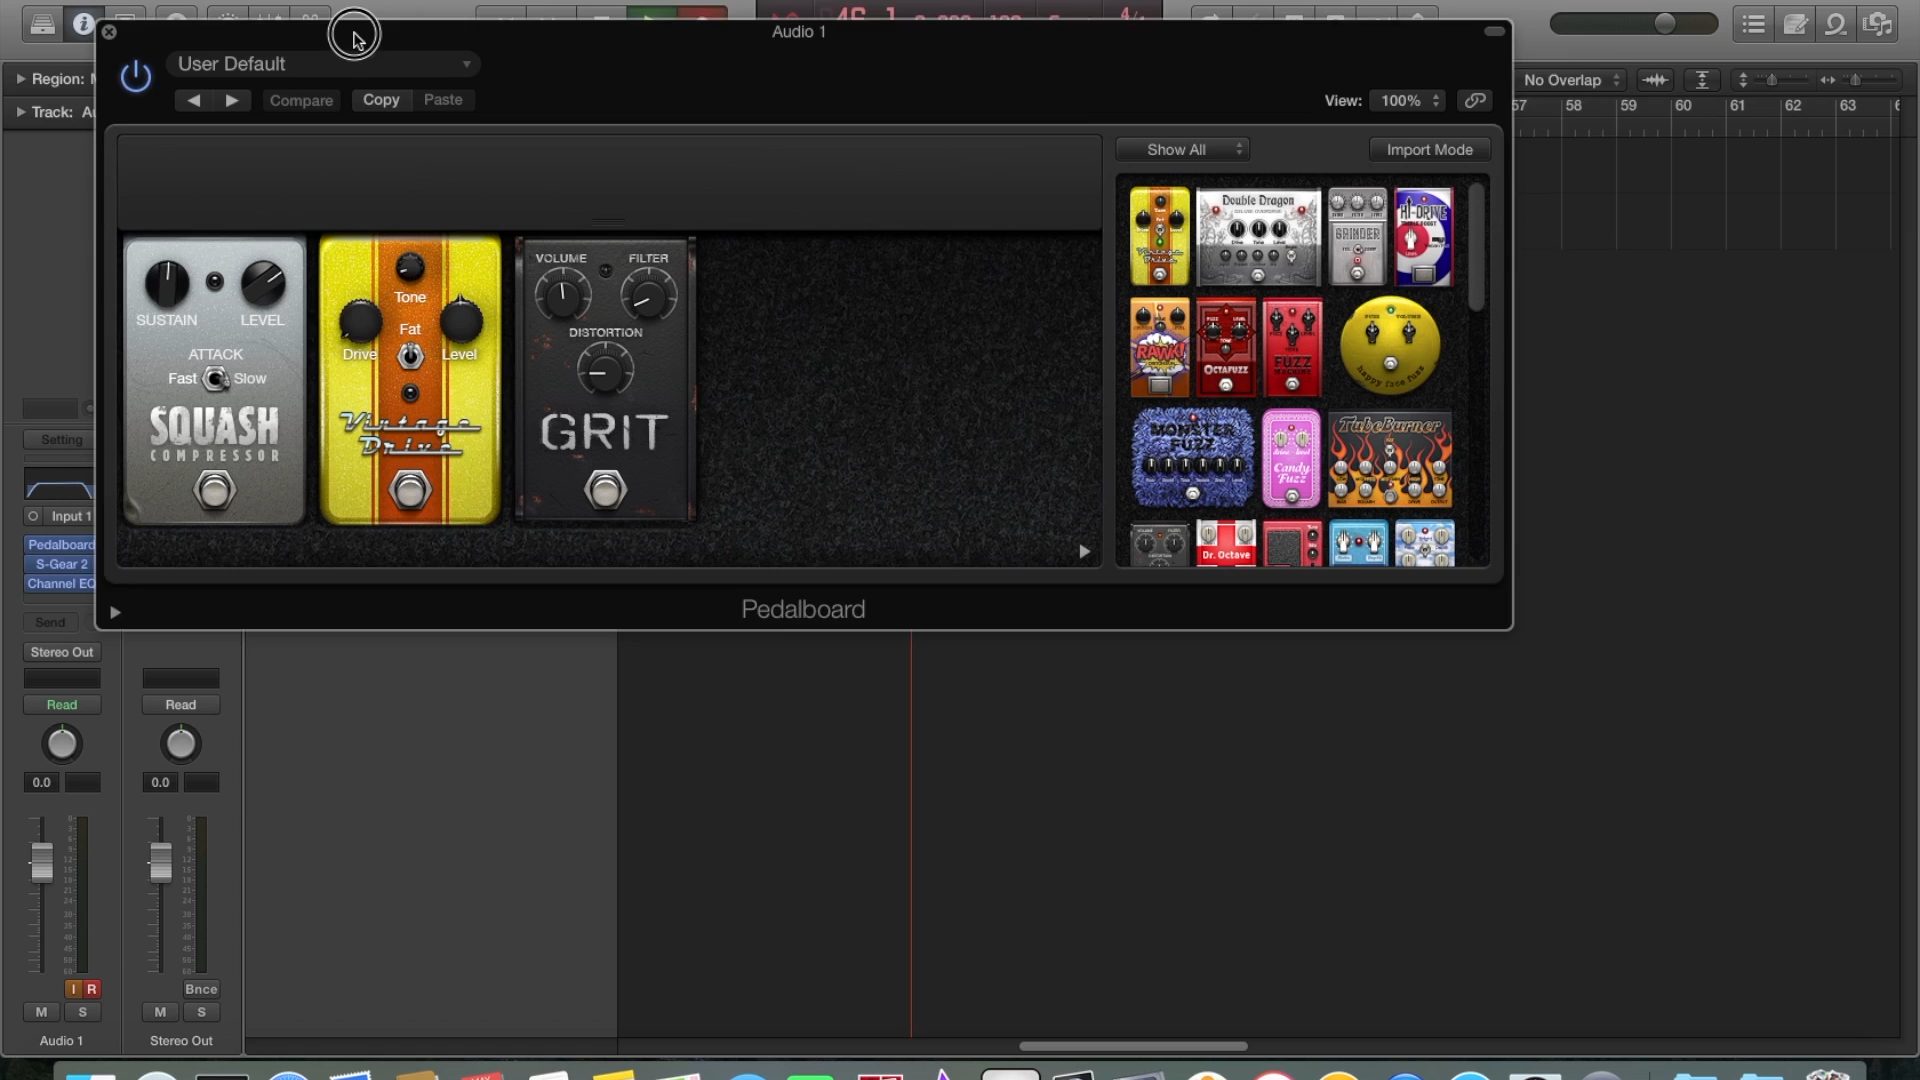 Audio 1
User Default
Compare
Copy
Paste
View:
100%
Region:
Track:
No Overlap
57
58
59
60
61
62
63
Show All
Import Mode
SUSTAIN
LEVEL
ATTACK
Fast
Slow
SQUASH
COMPRESSOR
Tone
Fat
Drive
Level
Vintage
Drive
VOLUME
FILTER
DISTORTION
GRIT
Double Dragon
GRINDER
HI-DRIVE
RAWK!
OCTAFUZZ
FUZZ
MACHINE
happy face fuzz
MONSTER
FUZZ
Candy
Fuzz
TubeBurner
Dr. Octave
Pedalboard
Setting
Input 1
Pedalboard
S-Gear 2
Channel EQ
Send
Stereo Out
Read
Read
0.0
0.0
I R
Bnce
M
S
M
S
Audio 1
Stereo Out